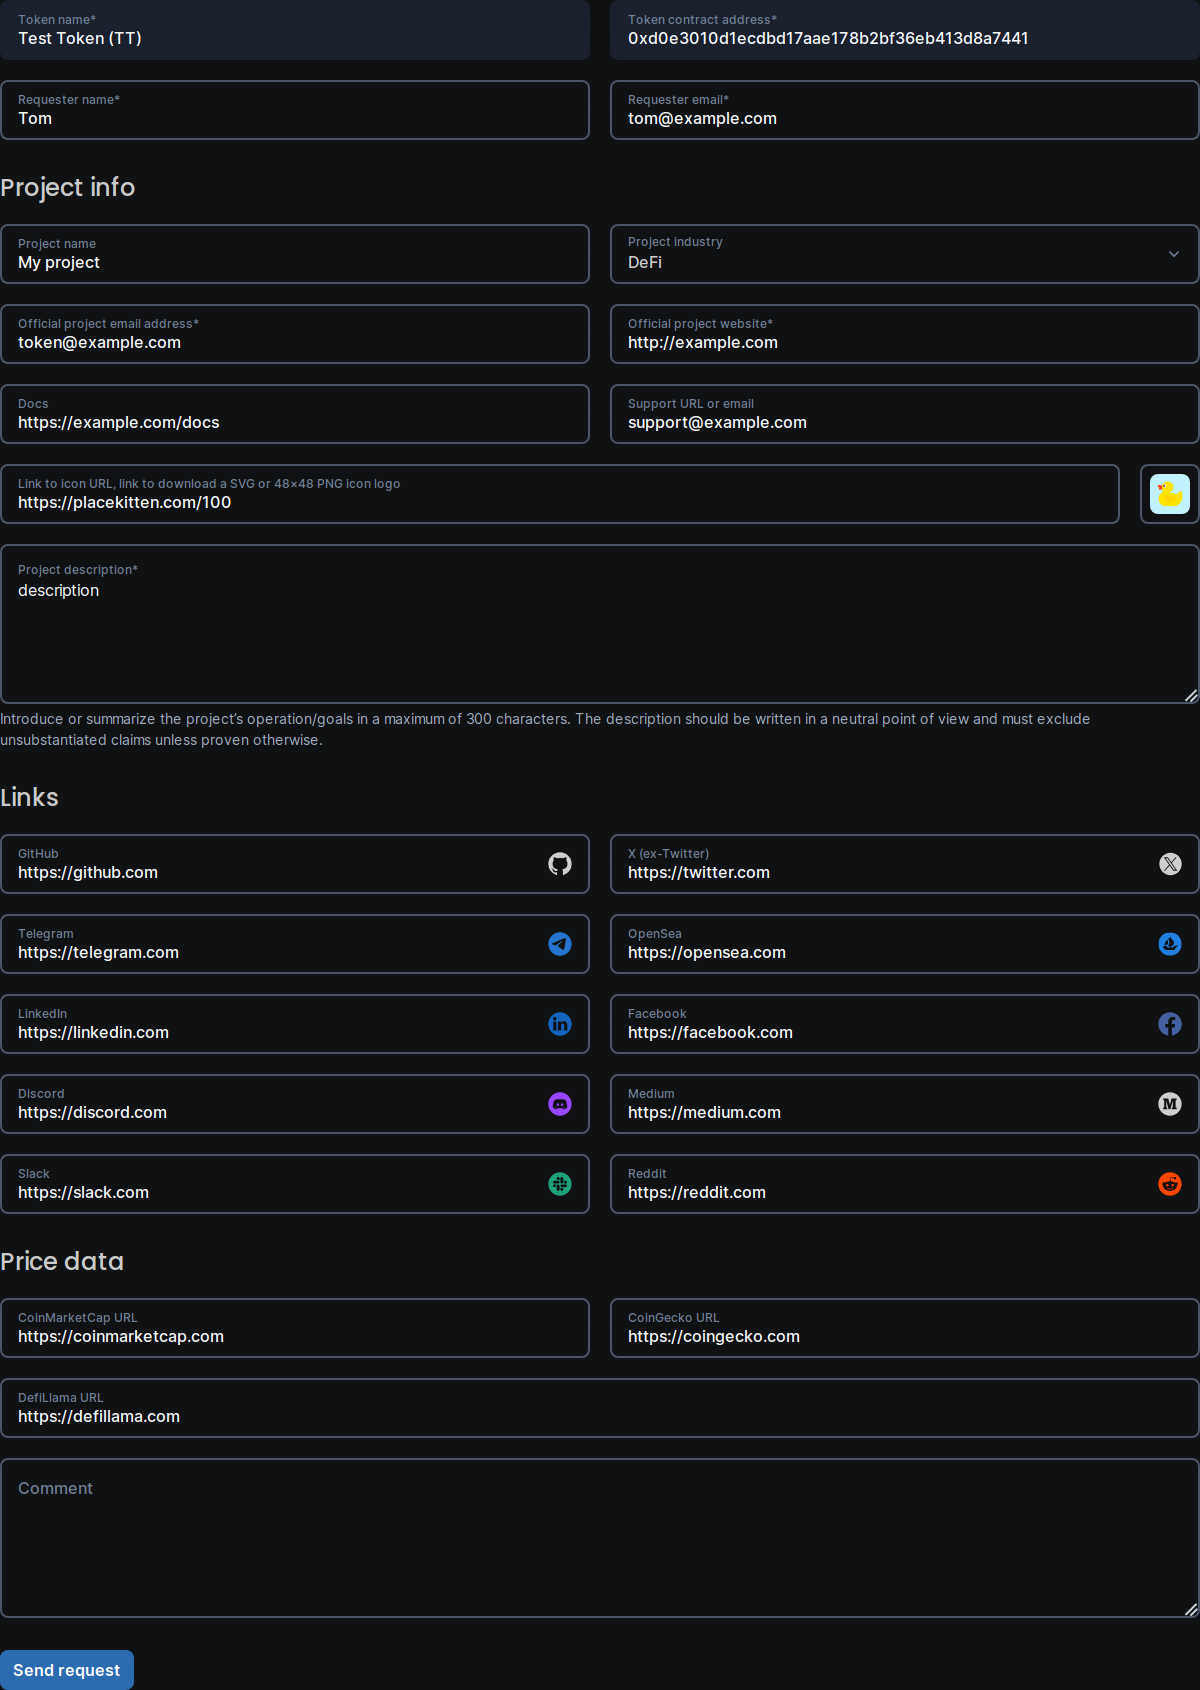 Token name*
Test Token (TT)
Token contract address*
0xd0e3010d1ecdbd17aae178b2bf36eb413d8a7441
Requester name*
Tom
Requester email*
tom@example.com
Project info
Project name
My project
Project industry
DeFi
Official project email address*
token@example.com
Official project website*
http://example.com
Docs
https://example.com/docs
Support URL or email
support@example.com
Link to icon URL, link to download a SVG or 48×48 PNG icon logo
https://placekitten.com/100
Project description*
description
Introduce or summarize the project’s operation/goals in a maximum of 300 characters. The description should be written in a neutral point of view and must exclude
unsubstantiated claims unless proven otherwise.
Links
GitHub
https://github.com
X (ex-Twitter)
https://twitter.com
Telegram
https://telegram.com
OpenSea
https://opensea.com
LinkedIn
https://linkedin.com
Facebook
https://facebook.com
Discord
https://discord.com
Medium
https://medium.com
Slack
https://slack.com
Reddit
https://reddit.com
Price data
CoinMarketCap URL
https://coinmarketcap.com
CoinGecko URL
https://coingecko.com
DefiLlama URL
https://defillama.com
Comment
Send request